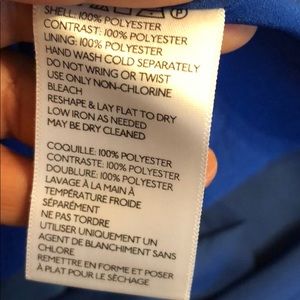 SHELL: 100% POLYESTER
CONTRAST: 100% POLYESTER
LINING: 100% POLYESTER
HAND WASH COLD SEPARATELY
DO NOT WRING OR TWIST
USE ONLY NON-CHLORINE
BLEACH
RESHAPE & LAY FLAT TO DRY
LOW IRON AS NEEDED
MAY BE DRY CLEANED
COQUILLE: 100% POLYESTER
CONTRASTE: 100% POLYESTER
DOUBLURE: 100% POLYESTER
LAVAGE À LA MAIN À
TEMPÉRATURE FROIDE
SÉPARÉMENT
NE PAS TORDRE
UTILISER UNIQUEMENT UN
AGENT DE BLANCHIMENT SANS
CHLORE
REMETTRE EN FORME ET POSER
À PLAT POUR LE SÉCHAGE